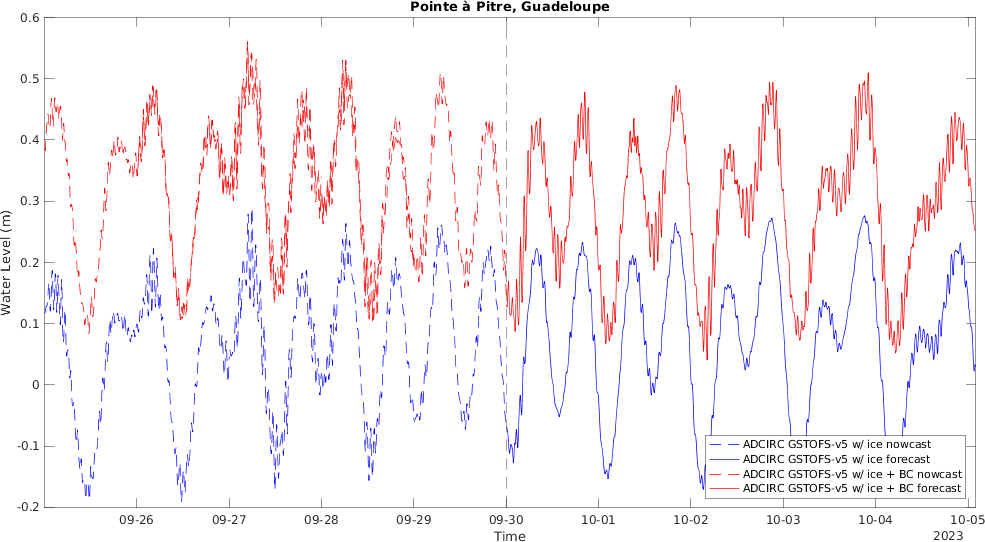 Pointe à Pitre, Guadeloupe
0.6
0.5
0.4
0.3
0.2
0.1
0
-0.1
-0.2
Water Level (m)
ADCIRC GSTOFS-v5 w/ ice nowcast
ADCIRC GSTOFS-v5 w/ ice forecast
ADCIRC GSTOFS-v5 w/ ice + BC nowcast
ADCIRC GSTOFS-v5 w/ ice + BC forecast
09-26 09-27 09-28 09-29 09-30 10-01 10-02 10-03 10-04 10-05
Time
2023